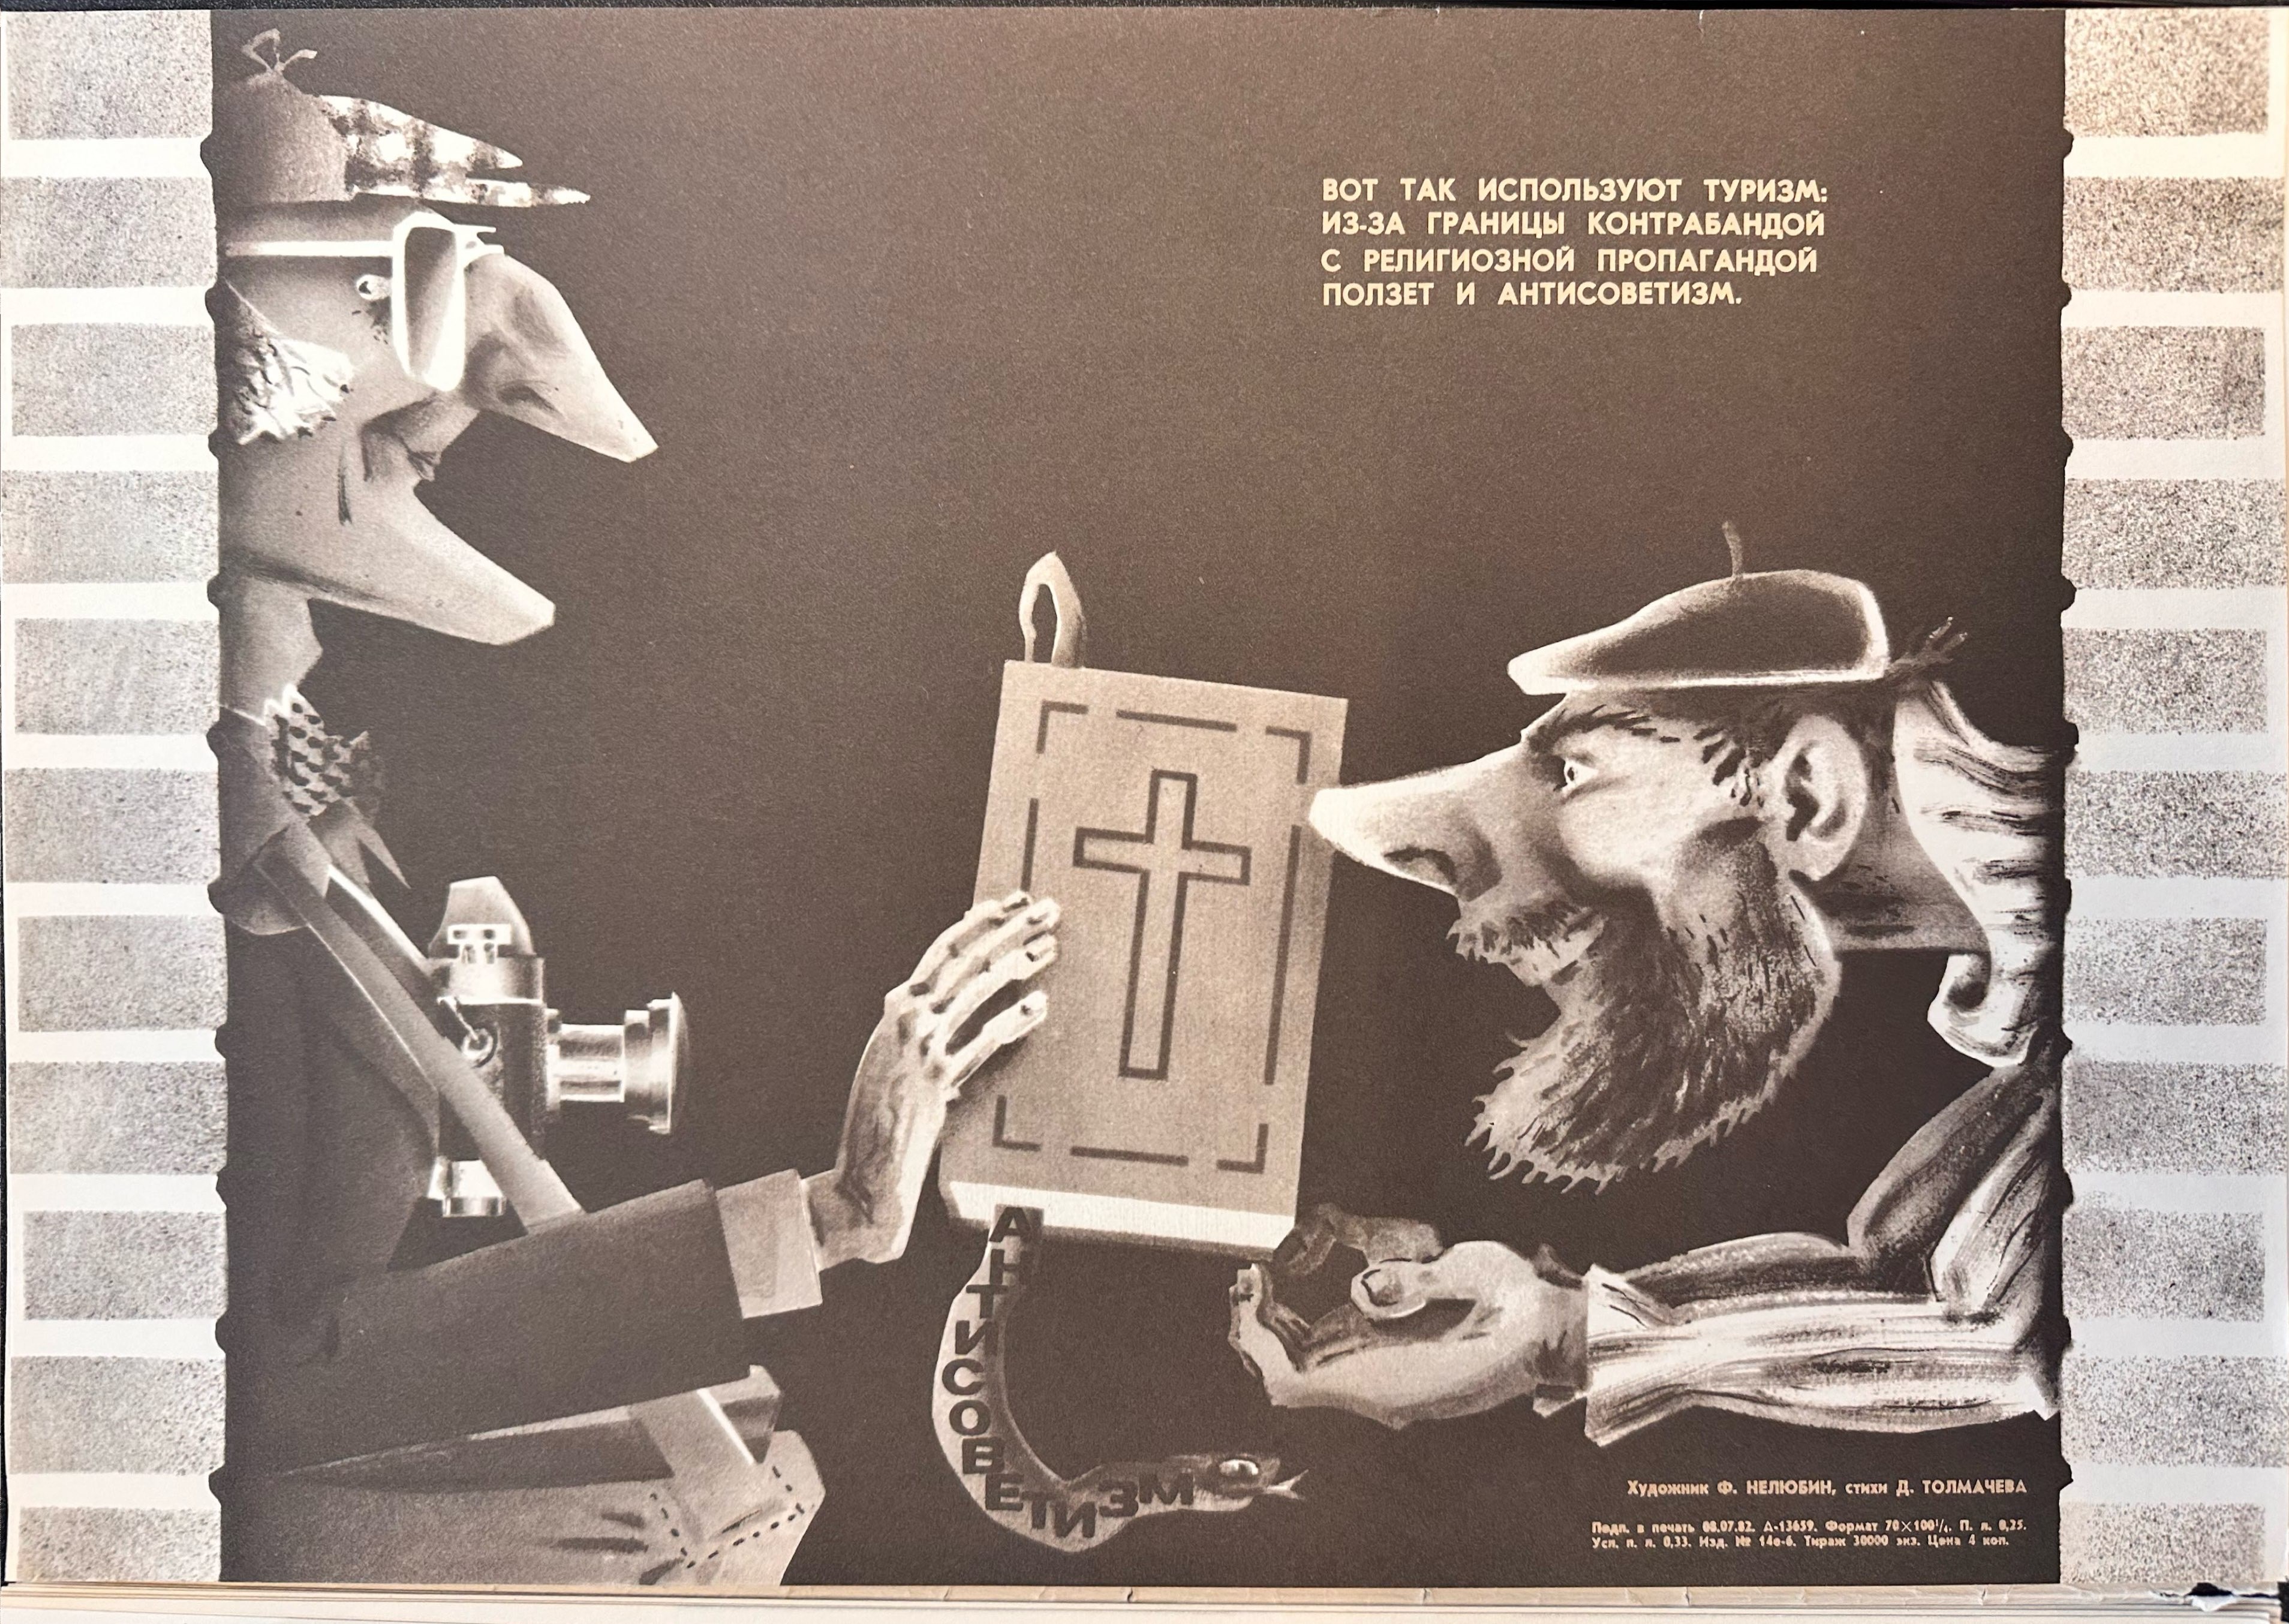 ВОТ ТАК ИСПОЛЬЗУЮТ ТУРИЗМ:
ИЗ-ЗА ГРАНИЦЫ КОНТРАБАНДОЙ
С РЕЛИГИОЗНОЙ ПРОПАГАНДОЙ
ПОЛЗЕТ И АНТИСОВЕТИЗМ.
АНТИСОВЕТИЗМ
Художник Ф. НЕЛЮБИН, стихи Д. ТОЛМАЧЕВА
Подп. в печать 08.07.82. А-13659. Формат 70×100¹/₄. П. л. 0,25.
Усл. п. л. 0,33. Изд. № 14е-6. Тираж 30000 экз. Цена 4 коп.